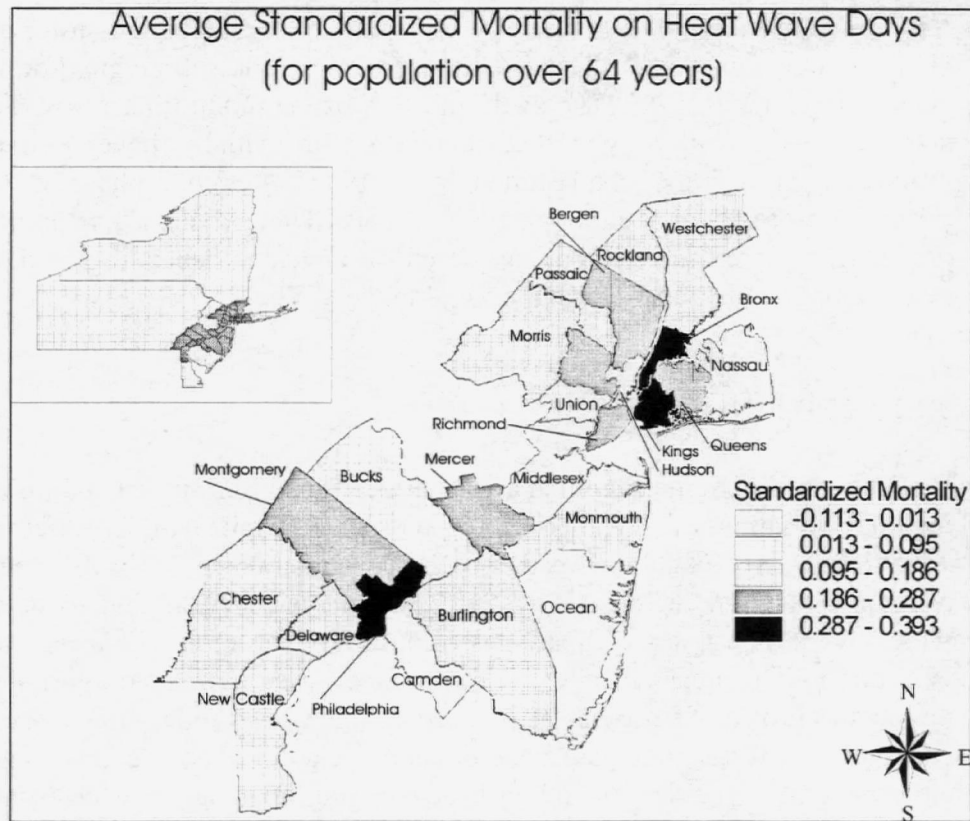 Average Standardized Mortality on Heat Wave Days
(for population over 64 years)
Bergen
Westchester
Rockland
Passaic
Bronx
Morris
Nassau
Union
Richmond
Queens
Kings
Hudson
Mercer
Bucks
Montgomery
Middlesex
Monmouth
Standardized Mortality
-0.113 - 0.013
0.013 - 0.095
0.095 - 0.186
0.186 - 0.287
0.287 - 0.393
Chester
Burlington
Ocean
Delaware
Camden
New Castle
Philadelphia
N
W
E
S